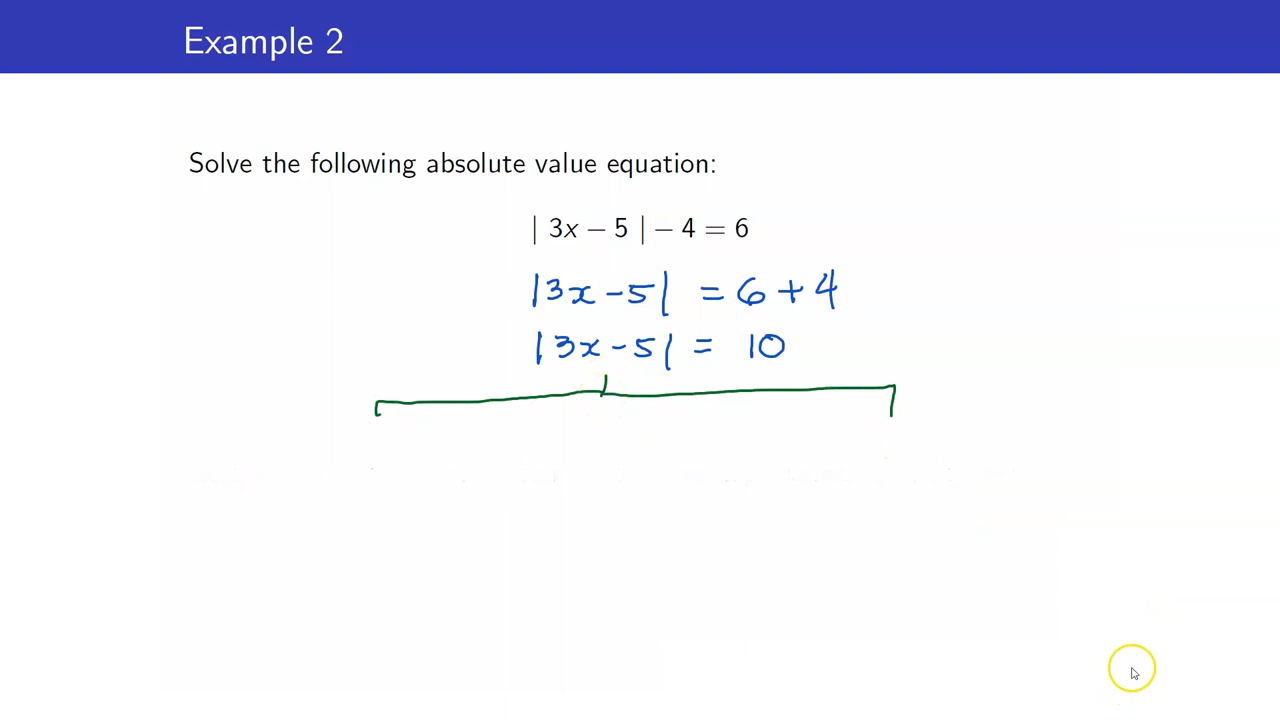 Example 2
Solve the following absolute value equation:
| 3x − 5 | − 4 = 6
|3x − 5| = 6 + 4
|3x − 5| = 10